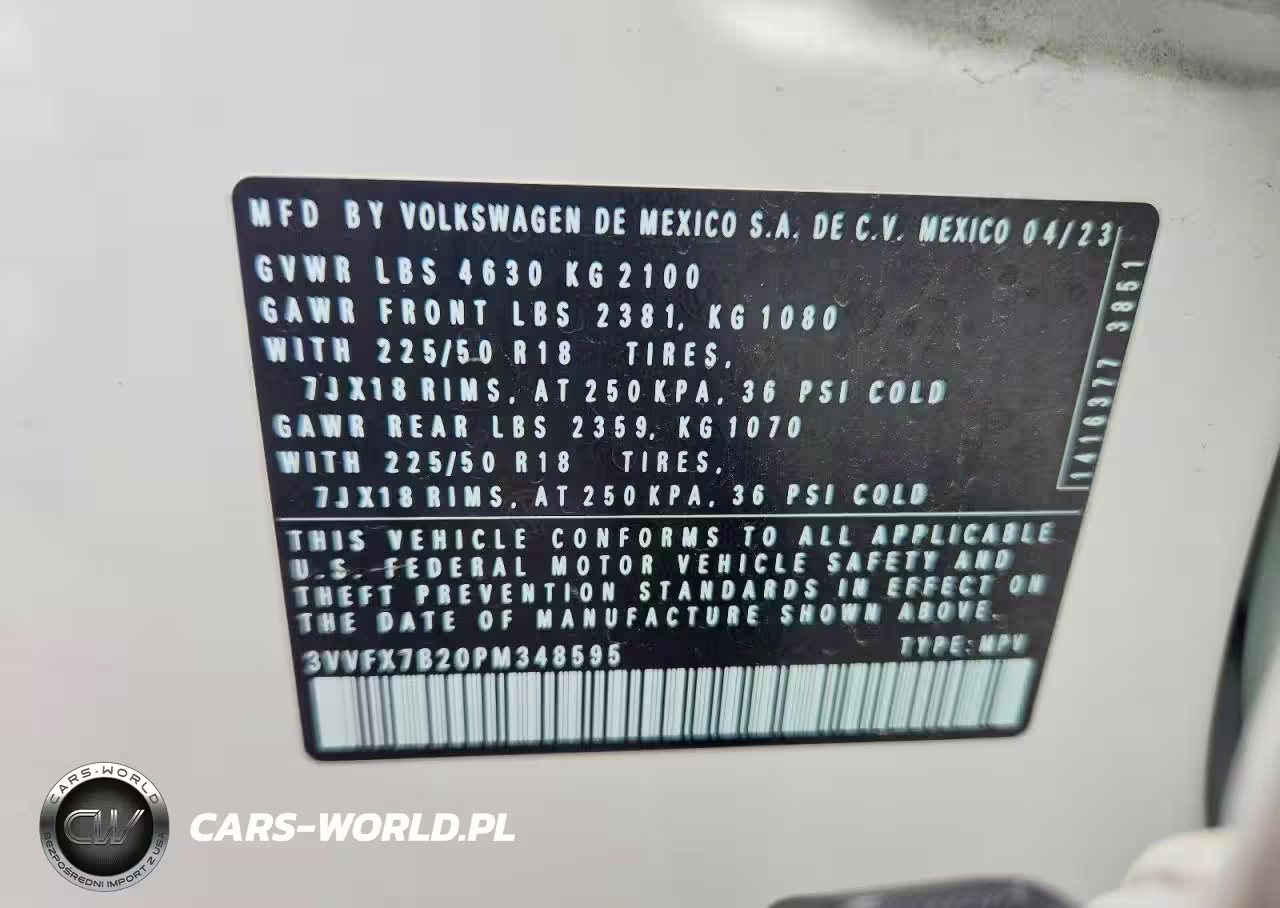 MFD BY VOLKSWAGEN DE MEXICO S.A. DE C.V. MEXICO 04/23
GVWR LBS 4630 KG 2100
GAWR FRONT LBS 2381, KG 1080
WITH 225/50 R18 TIRES,
7JX18 RIMS, AT 250 KPA, 36 PSI COLD
GAWR REAR LBS 2359, KG 1070
WITH 225/50 R18 TIRES,
7JX18 RIMS, AT 250 KPA, 36 PSI COLD
1416377 3851
THIS VEHICLE CONFORMS TO ALL APPLICABLE
U.S. FEDERAL MOTOR VEHICLE SAFETY AND
THEFT PREVENTION STANDARDS IN EFFECT ON
THE DATE OF MANUFACTURE SHOWN ABOVE.
3VVFX7B20PM348595 TYPE: MPV
CARS-WORLD
CW
BEZPOŚREDNI IMPORT Z USA
CARS-WORLD.PL